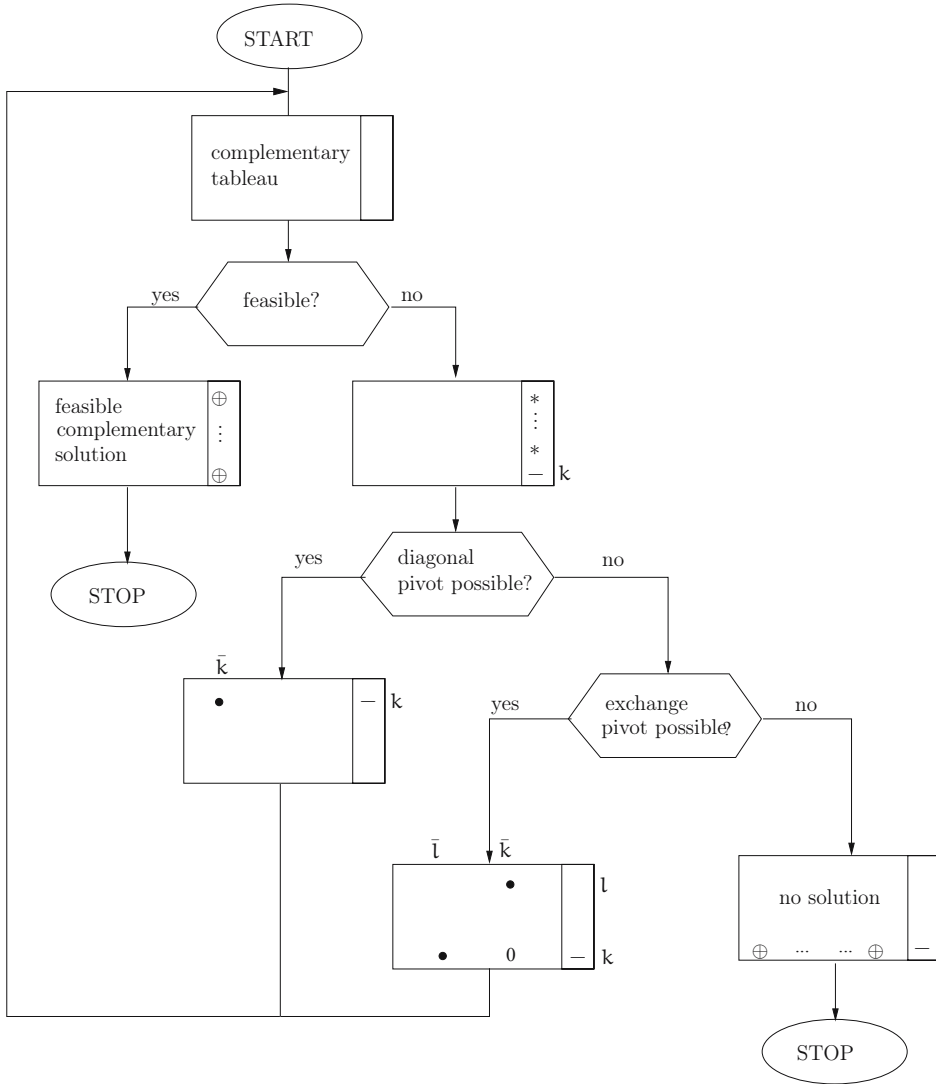 START
complementary
tableau
feasible?
yes
no
feasible
complementary
solution
⊕
⋮
⊕
*
⋮
*
− k
STOP
diagonal
pivot possible?
yes
no
k̄
• − k
exchange
pivot possible?
yes
no
l̄ k̄
• l
• 0 − k
no solution
⊕ ... ... ⊕ −
STOP